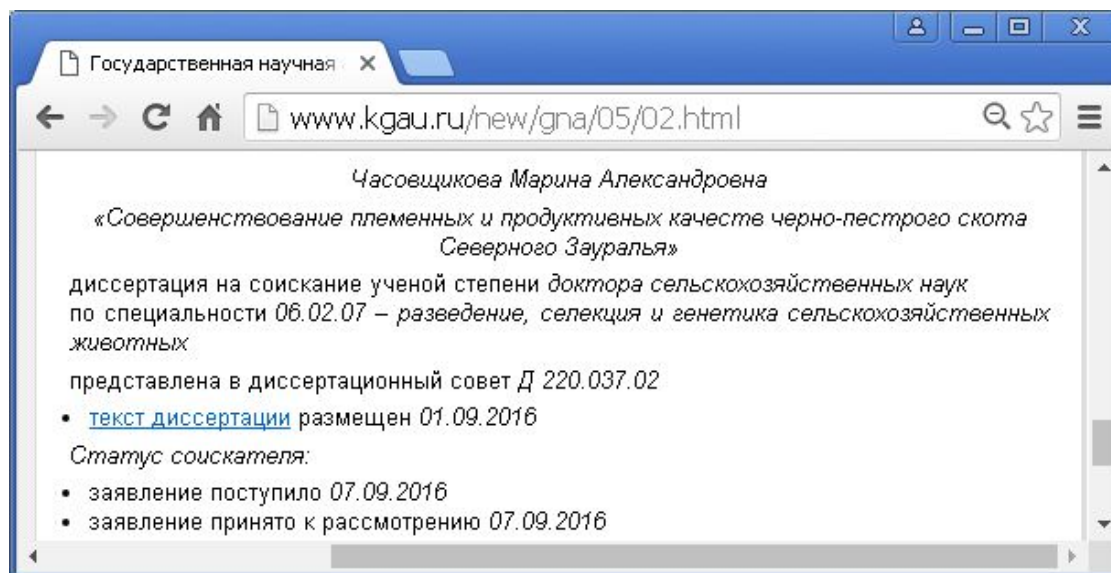 Государственная научная
www.kgau.ru/new/gna/05/02.html
Часовщикова Марина Александровна
«Совершенствование племенных и продуктивных качеств черно-пестрого скота
Северного Зауралья»
диссертация на соискание ученой степени доктора сельскохозяйственных наук
по специальности 06.02.07 – разведение, селекция и генетика сельскохозяйственных
животных
представлена в диссертационный совет Д 220.037.02
• текст диссертации размещен 01.09.2016
Статус соискателя:
• заявление поступило 07.09.2016
• заявление принято к рассмотрению 07.09.2016